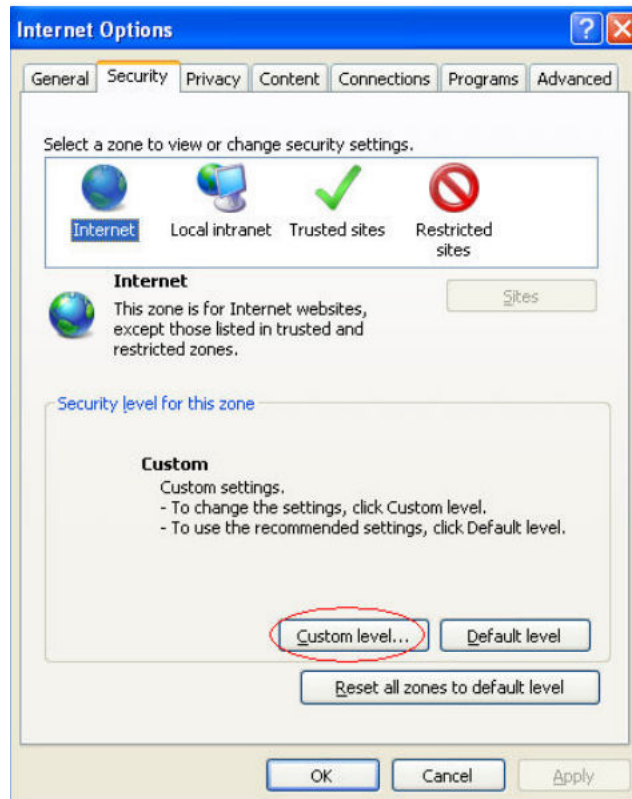 Internet Options
General Security Privacy Content Connections Programs Advanced
Select a zone to view or change security settings.
Internet Local intranet Trusted sites Restricted sites
Internet
This zone is for Internet websites,
except those listed in trusted and
restricted zones.
Sites
Security level for this zone
Custom
Custom settings.
- To change the settings, click Custom level.
- To use the recommended settings, click Default level.
Custom level... Default level
Reset all zones to default level
OK Cancel Apply